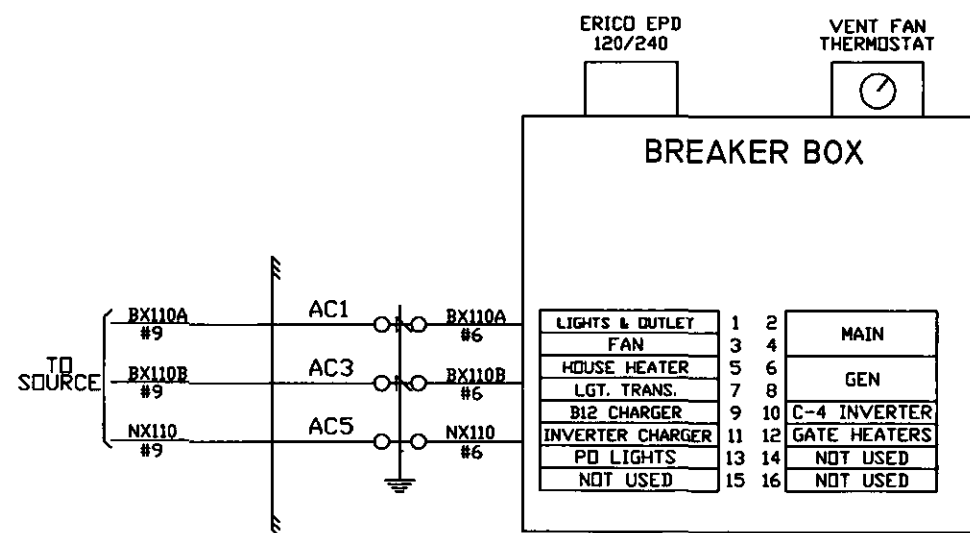 ERICO EPD
120/240
VENT FAN
THERMOSTAT
BREAKER BOX
TO
SOURCE
BX110A
#9
AC1
BX110A
#6
BX110B
#9
AC3
BX110B
#6
NX110
#9
AC5
NX110
#6
LIGHTS & OUTLET 1 2 MAIN
FAN 3 4
HOUSE HEATER 5 6 GEN
LGT. TRANS. 7 8
B12 CHARGER 9 10 C-4 INVERTER
INVERTER CHARGER 11 12 GATE HEATERS
PO LIGHTS 13 14 NOT USED
NOT USED 15 16 NOT USED